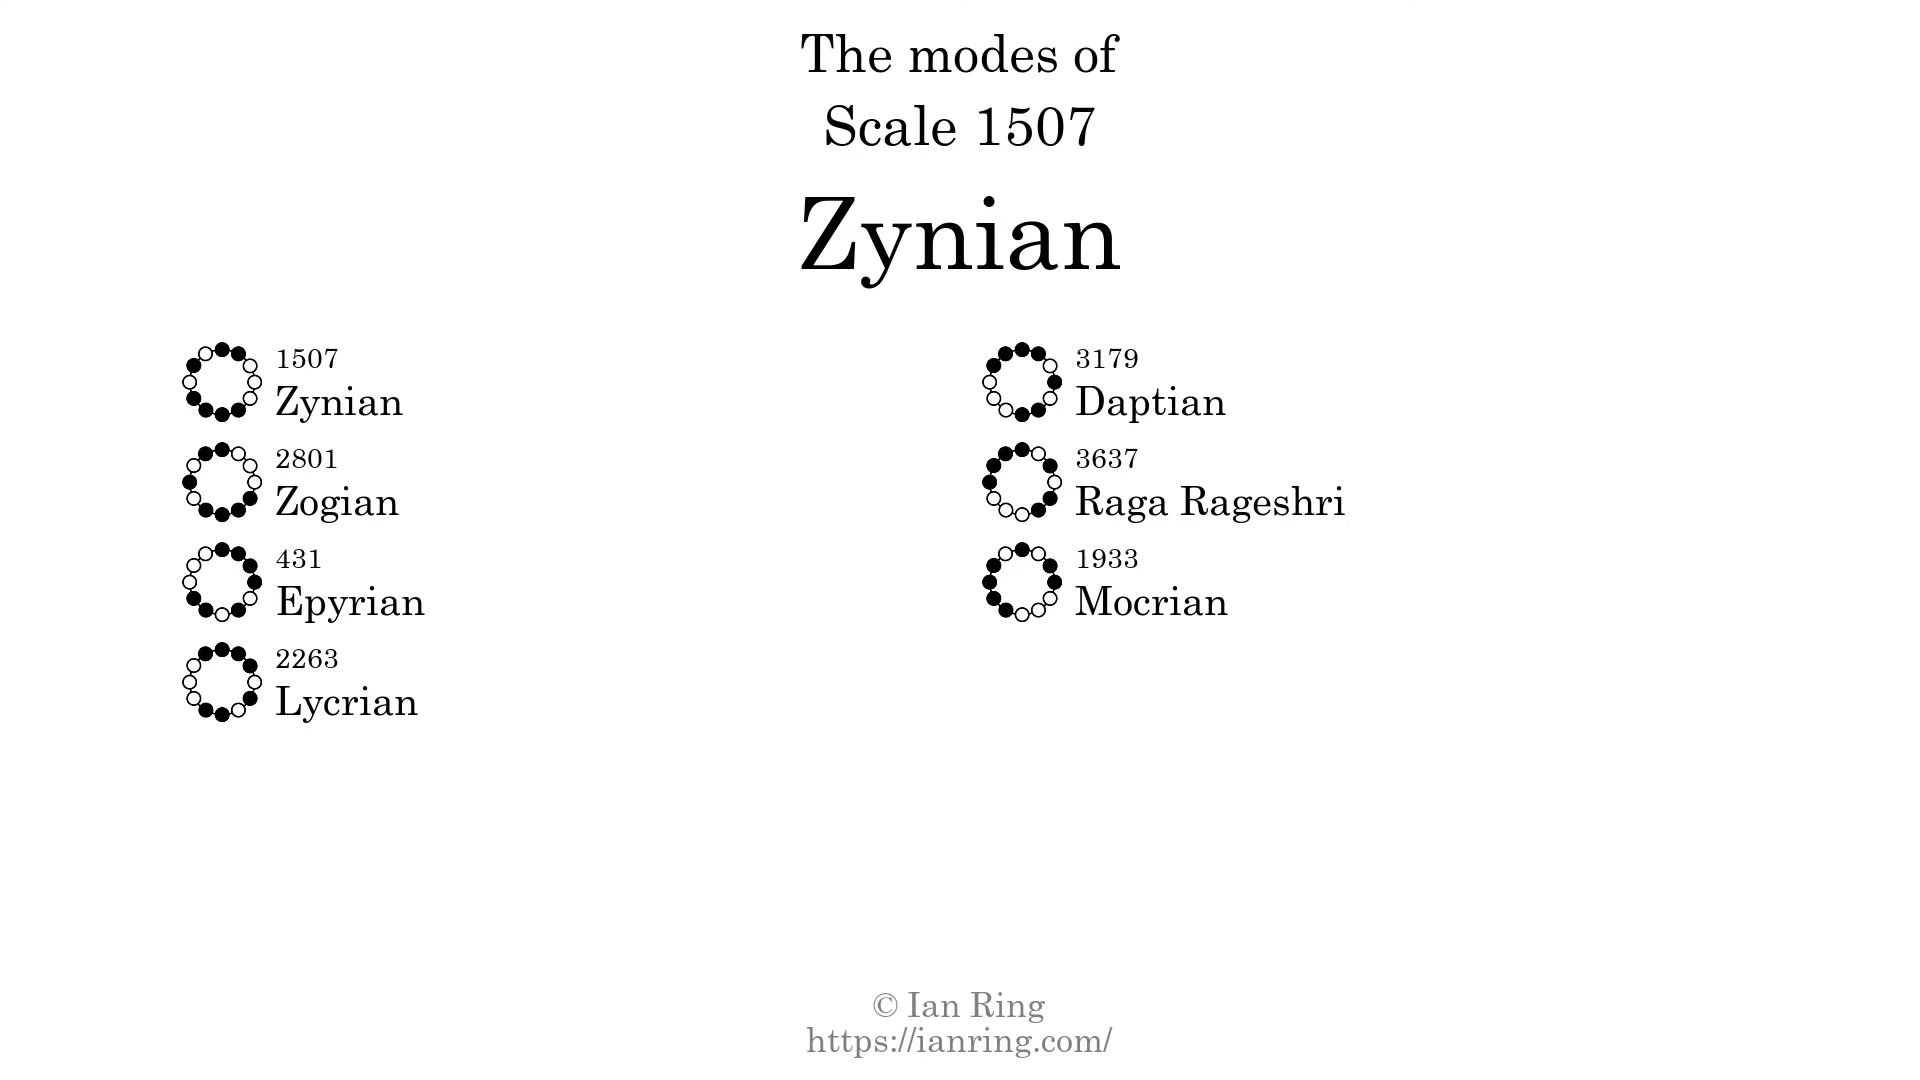 The modes of
Scale 1507
Zynian
1507
Zynian
2801
Zogian
431
Epyrian
2263
Lycrian
3179
Daptian
3637
Raga Rageshri
1933
Mocrian
© Ian Ring
https://ianring.com/